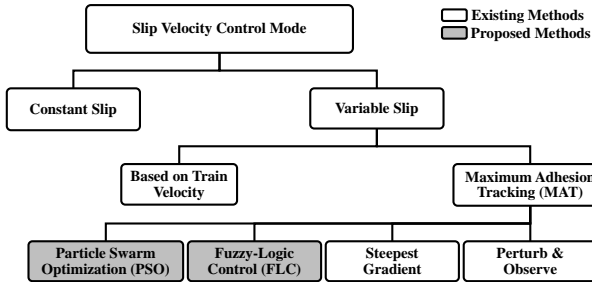 Slip Velocity Control Mode
Existing Methods
Proposed Methods
Constant Slip
Variable Slip
Based on Train
Velocity
Maximum Adhesion
Tracking (MAT)
Particle Swarm
Optimization (PSO)
Fuzzy-Logic
Control (FLC)
Steepest
Gradient
Perturb &
Observe